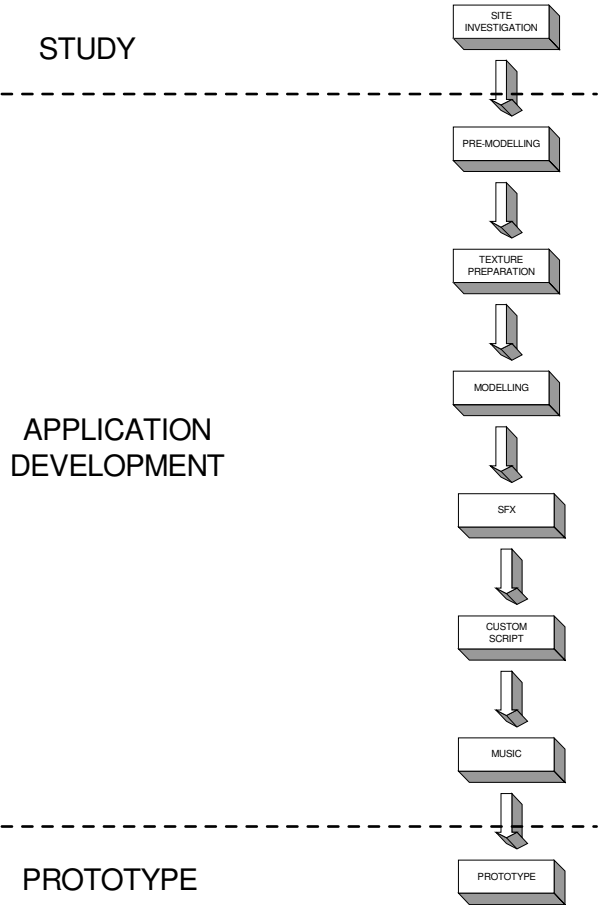 STUDY
SITE
INVESTIGATION
PRE-MODELLING
TEXTURE
PREPARATION
MODELLING
APPLICATION
DEVELOPMENT
SFX
CUSTOM
SCRIPT
MUSIC
PROTOTYPE
PROTOTYPE